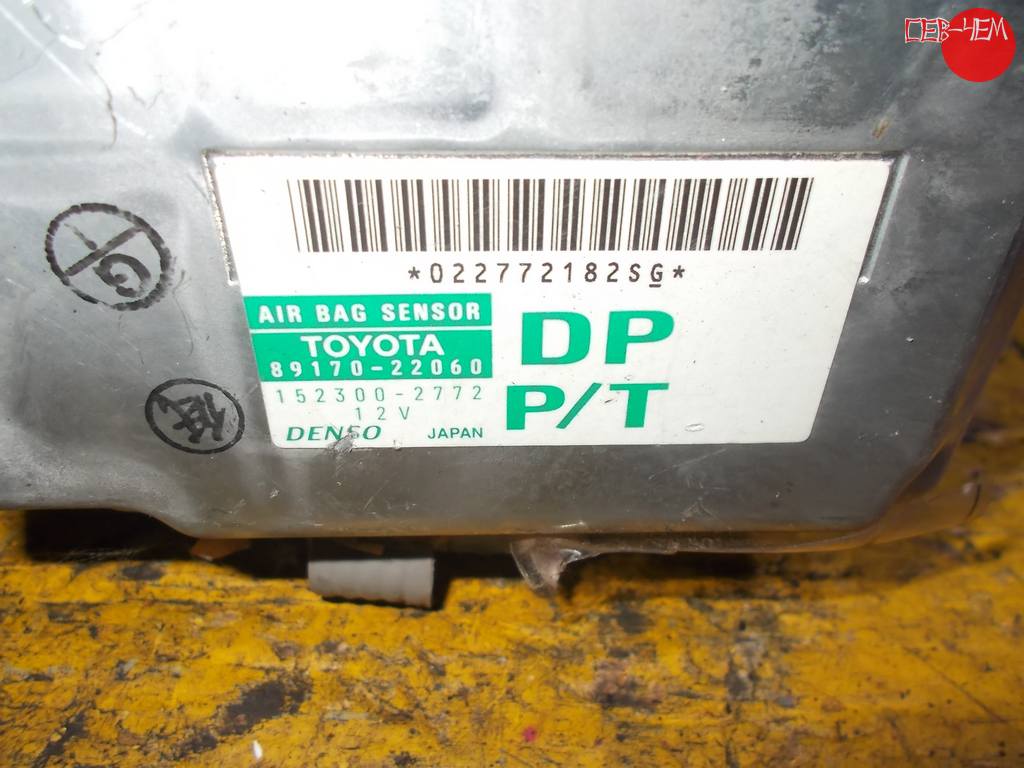 СЕВ-ЧЕМ
*022772182SG*
AIR BAG SENSOR
TOYOTA
89170-22060
152300-2772
12V
DENSO JAPAN
DP
P/T
G